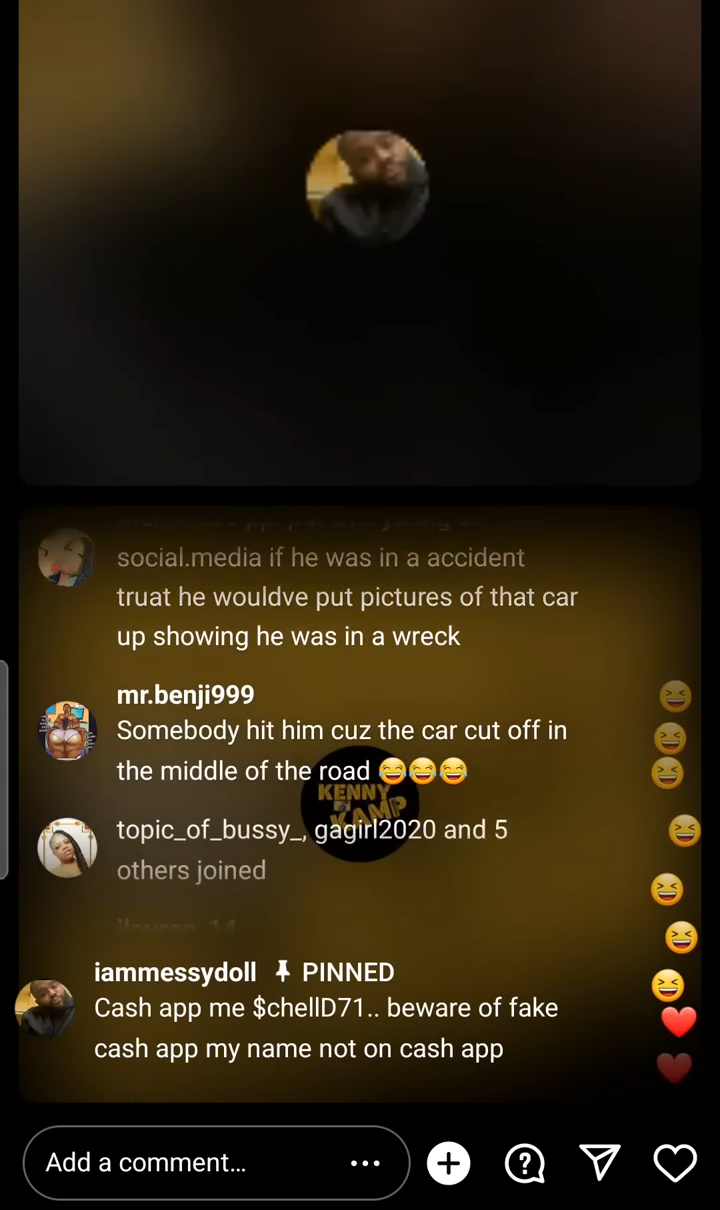 social.media if he was in a accident
truat he wouldve put pictures of that car
up showing he was in a wreck
mr.benji999
Somebody hit him cuz the car cut off in
the middle of the road 😂😂😂
KENNY
KAMP
topic_of_bussy_, gagirl2020 and 5
others joined
iammessydoll PINNED
Cash app me $chellD71.. beware of fake
cash app my name not on cash app
Add a comment...